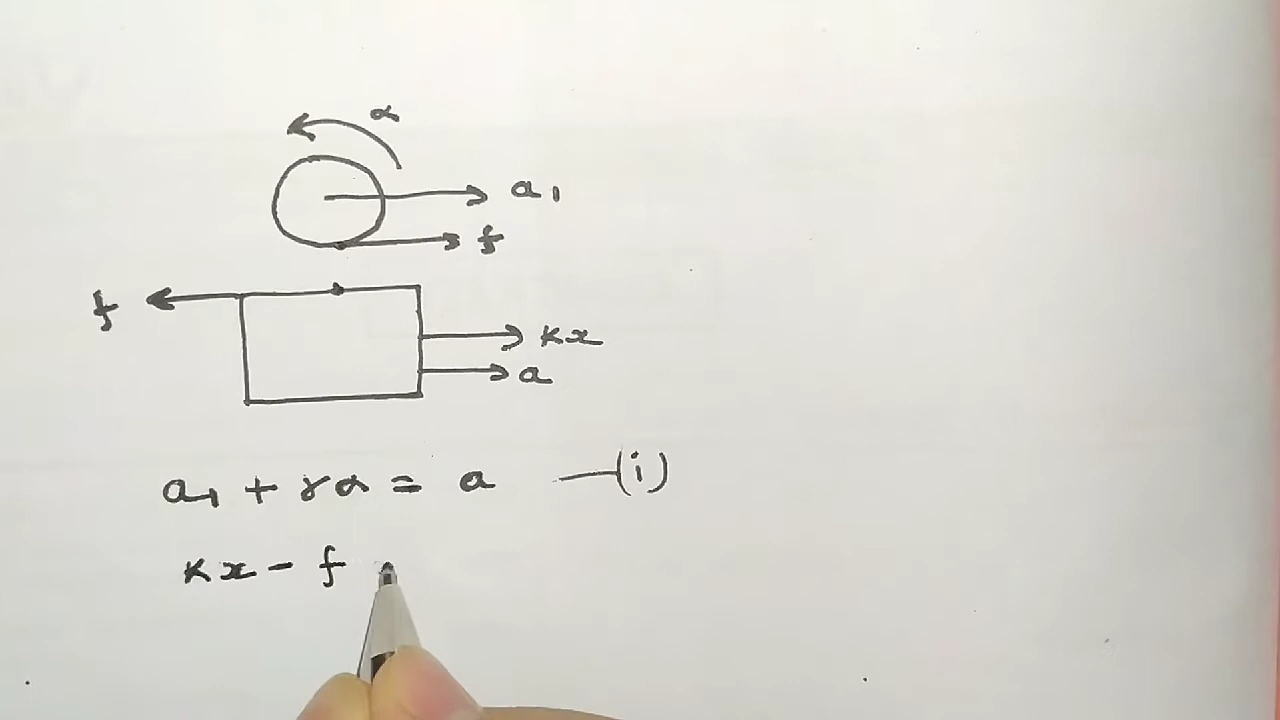 α
a₁
f
f
kx
a
a₁ + rα = a —(i)
kx - f